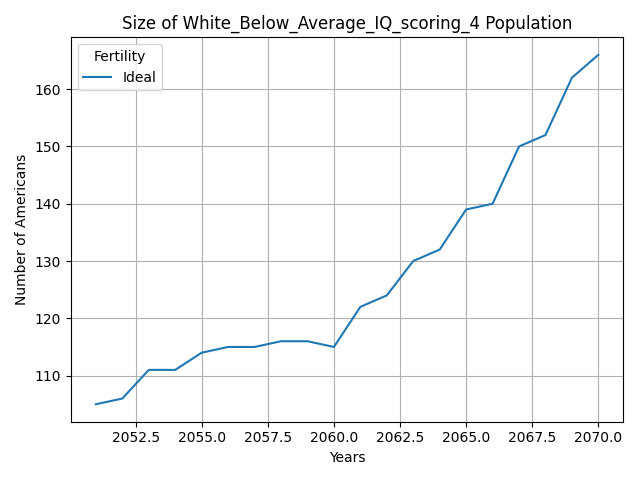 Size of White_Below_Average_IQ_scoring_4 Population
Fertility
Ideal
Number of Americans
160
150
140
130
120
110
2052.5 2055.0 2057.5 2060.0 2062.5 2065.0 2067.5 2070.0
Years